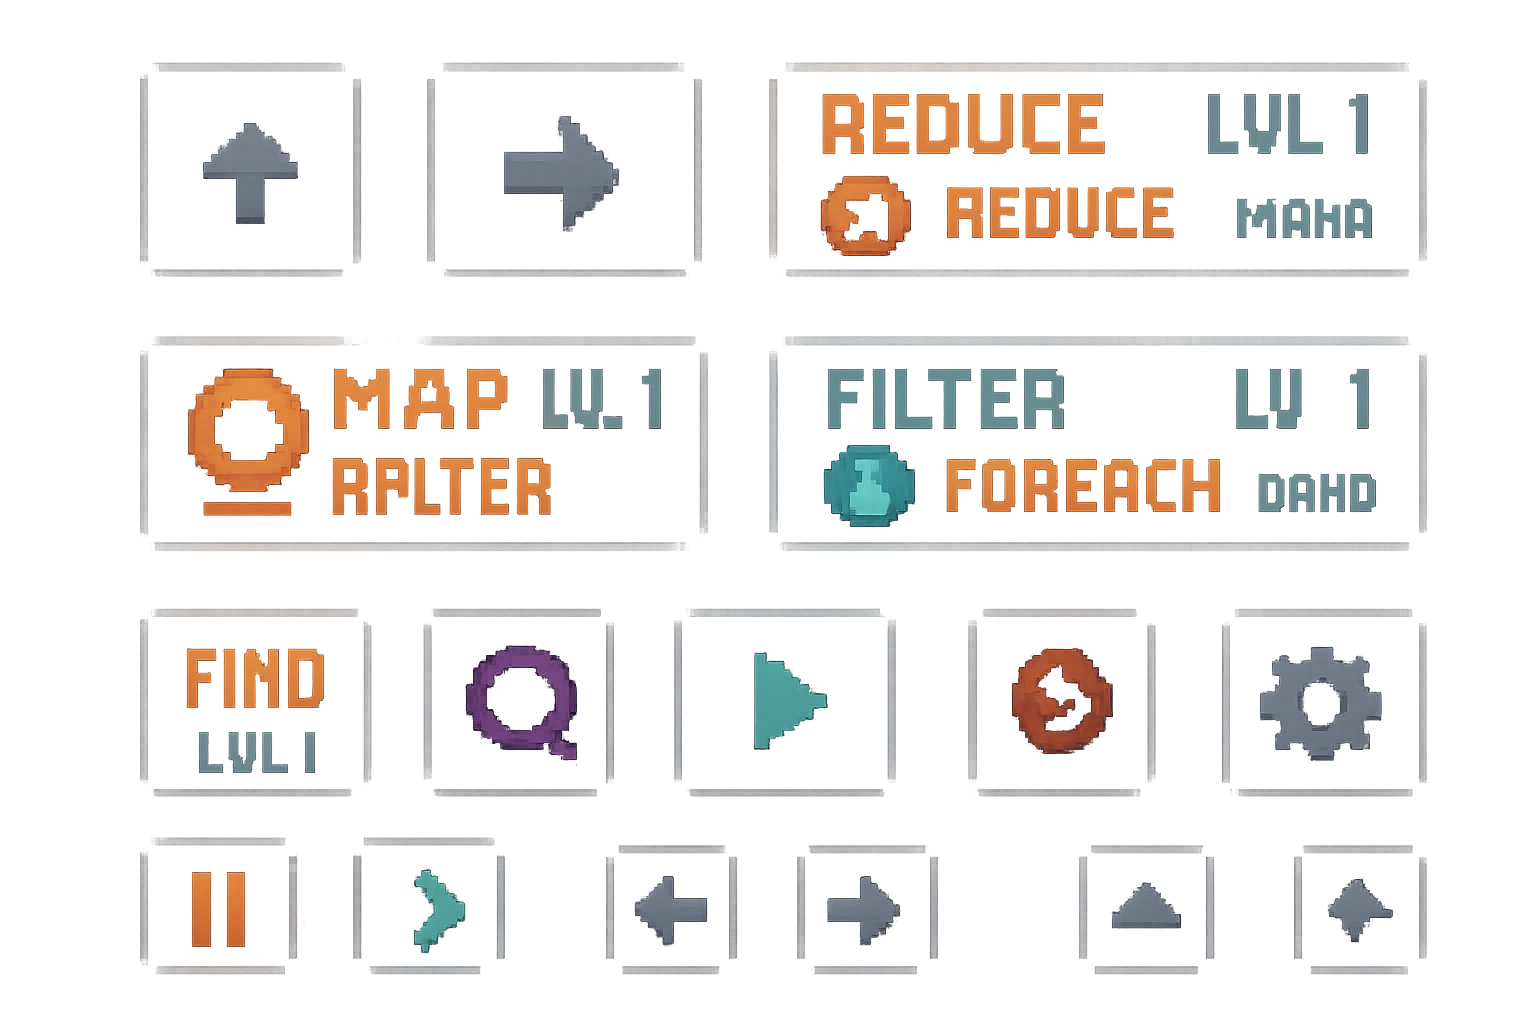 REDUCE LVL 1
REDUCE MAHA
MAP LV.1
RPLTER
FILTER LV 1
FOREACH DAHD
FIND
LVL I